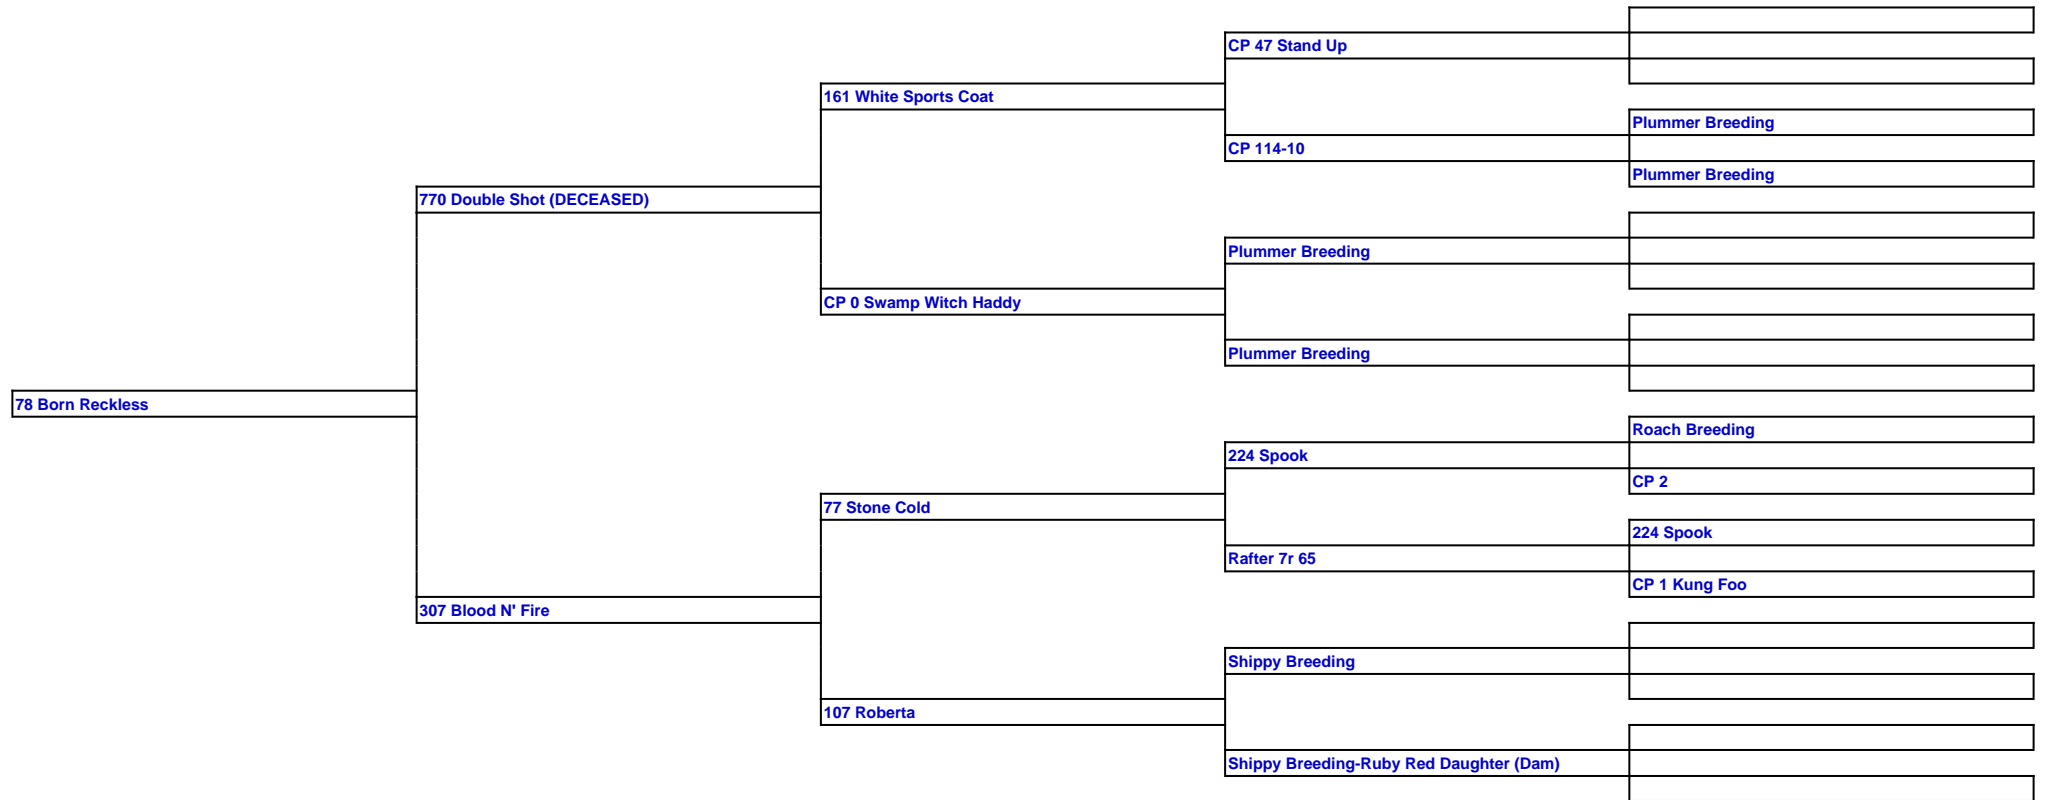 CP 47 Stand Up
161 White Sports Coat
Plummer Breeding
CP 114-10
Plummer Breeding
770 Double Shot (DECEASED)
Plummer Breeding
CP 0 Swamp Witch Haddy
Plummer Breeding
78 Born Reckless
Roach Breeding
224 Spook
CP 2
77 Stone Cold
224 Spook
Rafter 7r 65
CP 1 Kung Foo
307 Blood N' Fire
Shippy Breeding
107 Roberta
Shippy Breeding-Ruby Red Daughter (Dam)